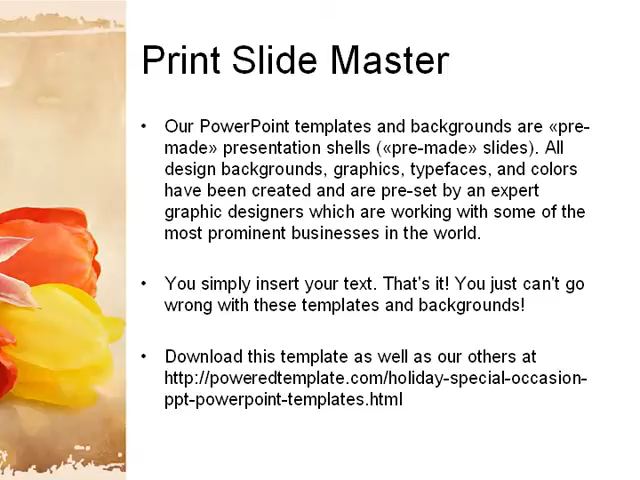 Print Slide Master
• Our PowerPoint templates and backgrounds are «pre-
made» presentation shells («pre-made» slides). All
design backgrounds, graphics, typefaces, and colors
have been created and are pre-set by an expert
graphic designers which are working with some of the
most prominent businesses in the world.
• You simply insert your text. That's it! You just can't go
wrong with these templates and backgrounds!
• Download this template as well as our others at
http://poweredtemplate.com/holiday-special-occasion-
ppt-powerpoint-templates.html